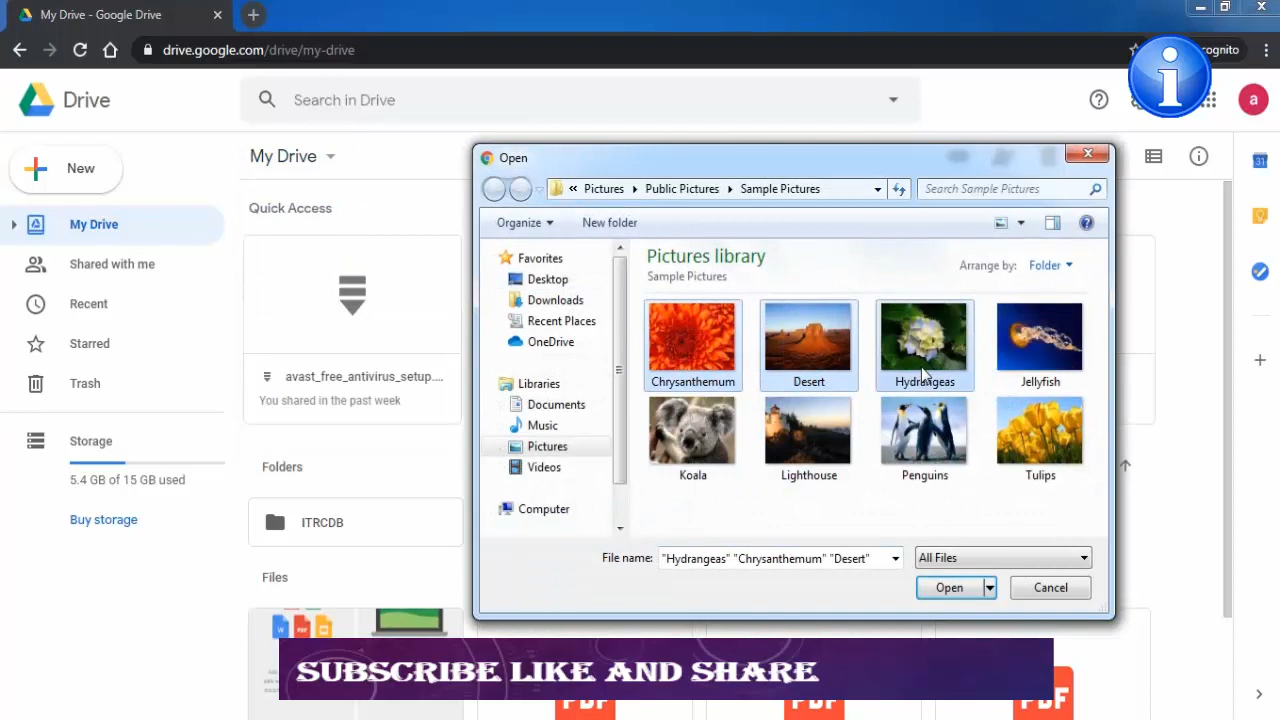 My Drive - Google Drive
drive.google.com/drive/my-drive
Drive
Search in Drive
a
New
My Drive
Shared with me
Recent
Starred
Trash
Storage
5.4 GB of 15 GB used
Buy storage
My Drive
Quick Access
avast_free_antivirus_setup....
You shared in the past week
Folders
ITRCDB
Files
W PDF
Open
« Pictures Public Pictures Sample Pictures
Search Sample Pictures
Organize New folder
Favorites
Desktop
Downloads
Recent Places
OneDrive
Libraries
Documents
Music
Pictures
Videos
Computer
Pictures library
Sample Pictures
Arrange by: Folder
Chrysanthemum Desert Hydrangeas Jellyfish
Koala Lighthouse Penguins Tulips
File name: "Hydrangeas" "Chrysanthemum" "Desert"
All Files
Open Cancel
31
SUBSCRIBE LIKE AND SHARE
PDF PDF PDF